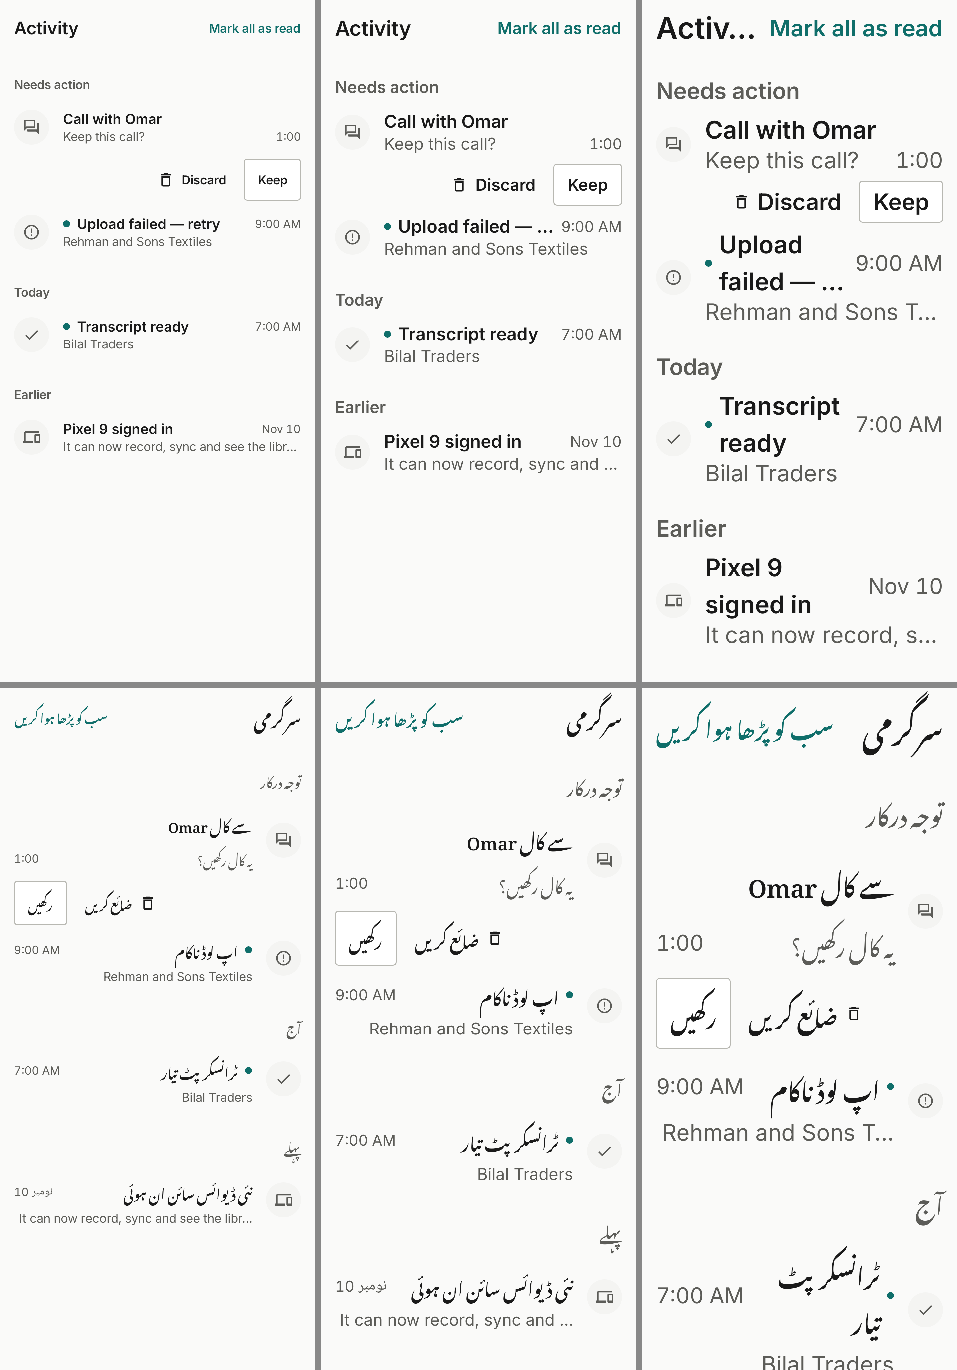 Activity
Mark all as read
Needs action
Call with Omar
Keep this call?
1:00
Discard
Keep
Upload failed — retry
9:00 AM
Rehman and Sons Textiles
Today
Transcript ready
7:00 AM
Bilal Traders
Earlier
Pixel 9 signed in
Nov 10
It can now record, sync and see the libr...
Activity
Mark all as read
Needs action
Call with Omar
Keep this call?
1:00
Discard
Keep
Upload failed — ...
9:00 AM
Rehman and Sons Textiles
Today
Transcript ready
7:00 AM
Bilal Traders
Earlier
Pixel 9 signed in
Nov 10
It can now record, sync and ...
Activ...
Mark all as read
Needs action
Call with Omar
Keep this call?
1:00
Discard
Keep
Upload
failed — ...
9:00 AM
Rehman and Sons T...
Today
Transcript
ready
7:00 AM
Bilal Traders
Earlier
Pixel 9
signed in
Nov 10
It can now record, s...
سرگرمی
سب کو پڑھا ہوا کریں
توجہ درکار
Omar سے کال
یہ کال رکھیں؟
1:00
ضائع کریں
رکھیں
اپ لوڈ ناکام
9:00 AM
Rehman and Sons Textiles
آج
ٹرانسکرپٹ تیار
7:00 AM
Bilal Traders
پہلے
نئی ڈیوائس سائن ان ہوئی
10 نومبر
It can now record, sync and see the libr...
سرگرمی
سب کو پڑھا ہوا کریں
توجہ درکار
Omar سے کال
یہ کال رکھیں؟
1:00
ضائع کریں
رکھیں
اپ لوڈ ناکام
9:00 AM
Rehman and Sons Textiles
آج
ٹرانسکرپٹ تیار
7:00 AM
Bilal Traders
پہلے
نئی ڈیوائس سائن ان ہوئی
10 نومبر
It can now record, sync and ...
سرگرمی
سب کو پڑھا ہوا کریں
توجہ درکار
Omar سے کال
یہ کال رکھیں؟
1:00
ضائع کریں
رکھیں
اپ لوڈ ناکام
9:00 AM
Rehman and Sons T...
آج
ٹرانسکرپٹ
تیار
7:00 AM
Bilal Traders